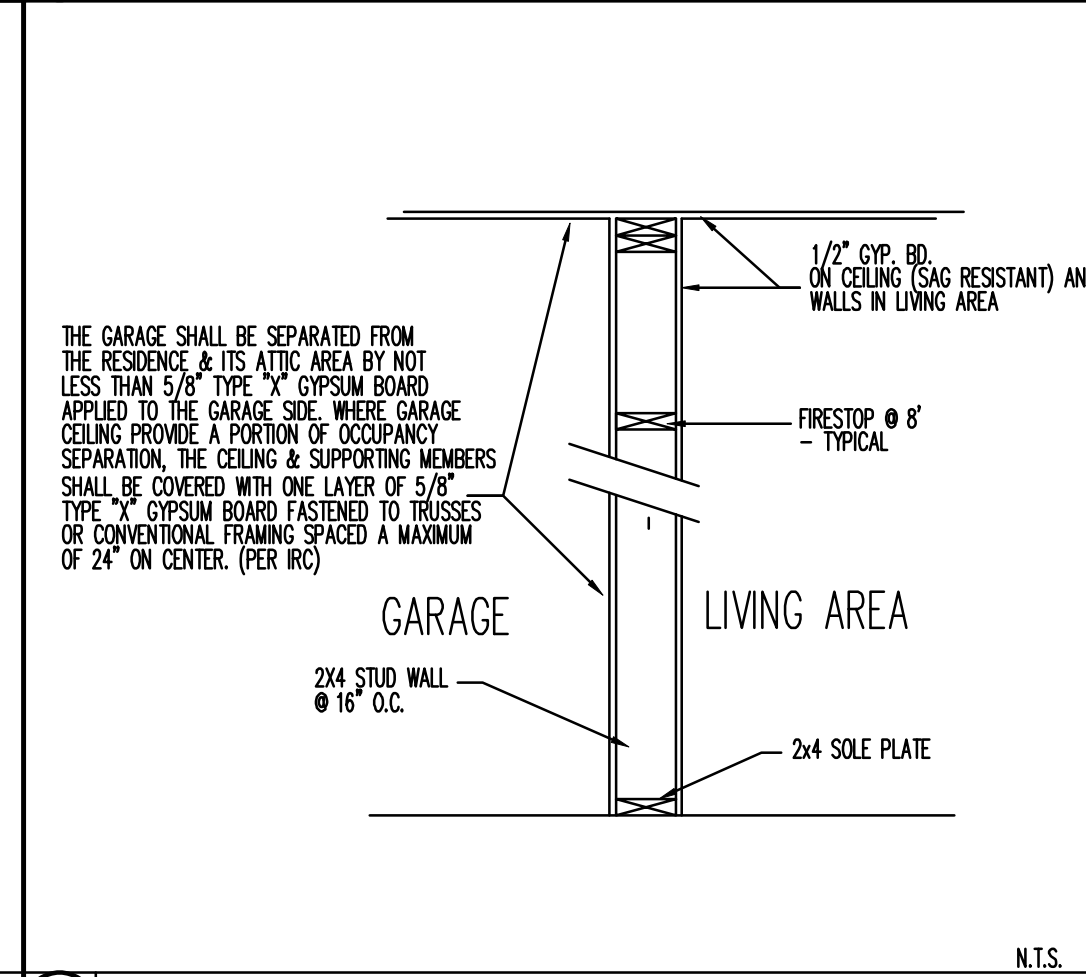 1/2" GYP. BD.
ON CEILING (SAG RESISTANT) AN
WALLS IN LIVING AREA
THE GARAGE SHALL BE SEPARATED FROM
THE RESIDENCE & ITS ATTIC AREA BY NOT
LESS THAN 5/8" TYPE "X" GYPSUM BOARD
APPLIED TO THE GARAGE SIDE. WHERE GARAGE
CEILING PROVIDE A PORTION OF OCCUPANCY
SEPARATION, THE CEILING & SUPPORTING MEMBERS
SHALL BE COVERED WITH ONE LAYER OF 5/8"
TYPE "X" GYPSUM BOARD FASTENED TO TRUSSES
OR CONVENTIONAL FRAMING SPACED A MAXIMUM
OF 24" ON CENTER. (PER IRC)
FIRESTOP @ 8'
- TYPICAL
GARAGE
LIVING AREA
2X4 STUD WALL
@ 16" O.C.
2x4 SOLE PLATE
N.T.S.